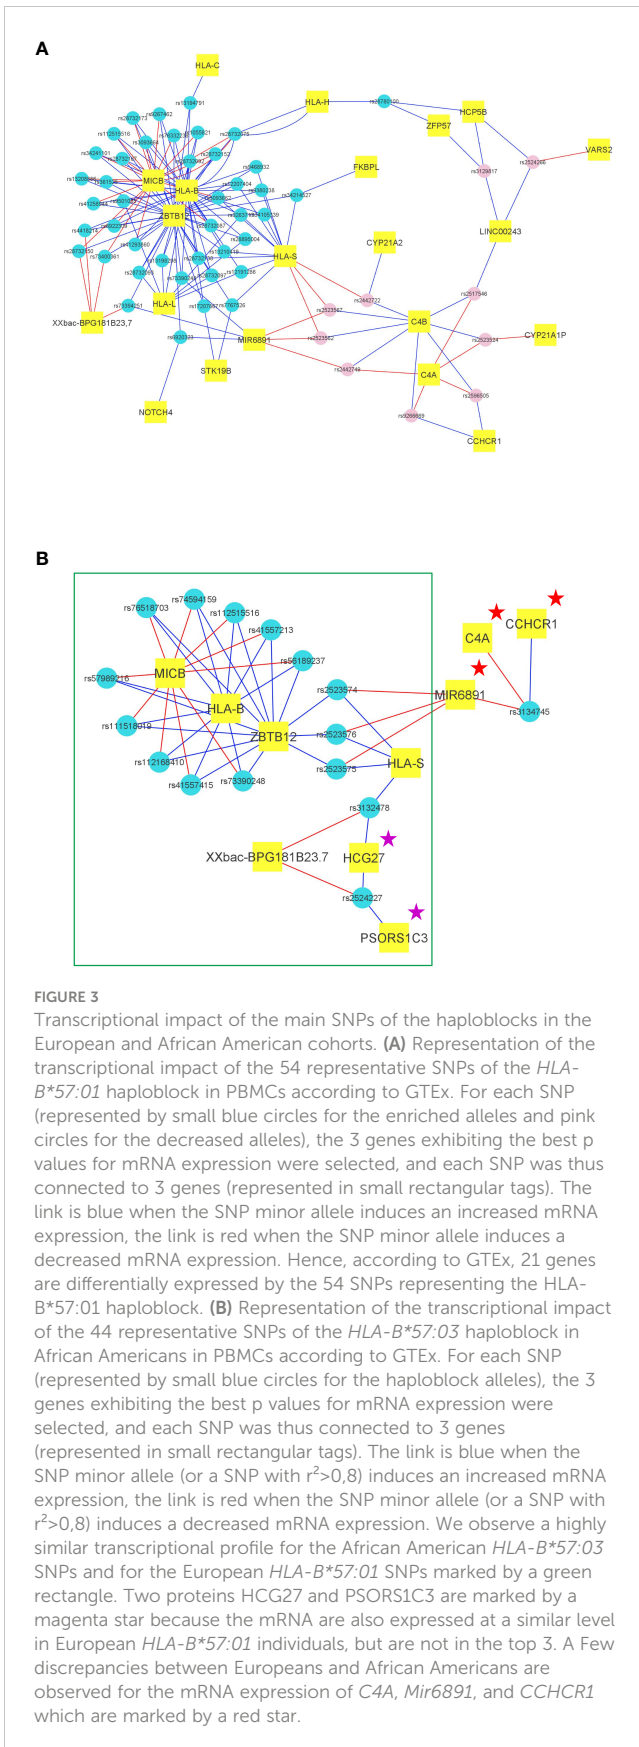 A
HLA-C
rs13194791
HLA-H
rs28780100
HCP5B
ZFP57
VARS2
rs2524266
rs3129817
FKBPL
MICB
HLA-B
ZBTB12
LINC00243
CYP21A2
HLA-S
HLA-L
rs2517546
rs2442722
rs2523567
C4B
XXbac-BPG181B23,7
rs73394251
rs8920323
MIR6891
rs2523562
rs2523524
CYP21A1P
STK19B
rs2442749
C4A
rs2596505
NOTCH4
rs9266669
CCHCR1
B
rs74594159
rs76518703
rs112515516
rs41557213
C4A
CCHCR1
rs56189237
MICB
rs57989216
rs2523574
MIR6891
rs3134745
HLA-B
rs111518919
rs2523576
ZBTB12
rs112168410
rs2523575
HLA-S
rs41557415
rs73390248
rs3132478
XXbac-BPG181B23.7
HCG27
rs2524227
PSORS1C3
FIGURE 3
Transcriptional impact of the main SNPs of the haploblocks in the
European and African American cohorts. (A) Representation of the
transcriptional impact of the 54 representative SNPs of the HLA-
B*57:01 haploblock in PBMCs according to GTEx. For each SNP
(represented by small blue circles for the enriched alleles and pink
circles for the decreased alleles), the 3 genes exhibiting the best p
values for mRNA expression were selected, and each SNP was thus
connected to 3 genes (represented in small rectangular tags). The
link is blue when the SNP minor allele induces an increased mRNA
expression, the link is red when the SNP minor allele induces a
decreased mRNA expression. Hence, according to GTEx, 21 genes
are differentially expressed by the 54 SNPs representing the HLA-
B*57:01 haploblock. (B) Representation of the transcriptional impact
of the 44 representative SNPs of the HLA-B*57:03 haploblock in
African Americans in PBMCs according to GTEx. For each SNP
(represented by small blue circles for the haploblock alleles), the 3
genes exhibiting the best p values for mRNA expression were
selected, and each SNP was thus connected to 3 genes
(represented in small rectangular tags). The link is blue when the
SNP minor allele (or a SNP with r²>0,8) induces an increased mRNA
expression, the link is red when the SNP minor allele (or a SNP with
r²>0,8) induces a decreased mRNA expression. We observe a highly
similar transcriptional profile for the African American HLA-B*57:03
SNPs and for the European HLA-B*57:01 SNPs marked by a green
rectangle. Two proteins HCG27 and PSORS1C3 are marked by a
magenta star because the mRNA are also expressed at a similar level
in European HLA-B*57:01 individuals, but are not in the top 3. A Few
discrepancies between Europeans and African Americans are
observed for the mRNA expression of C4A, Mir6891, and CCHCR1
which are marked by a red star.